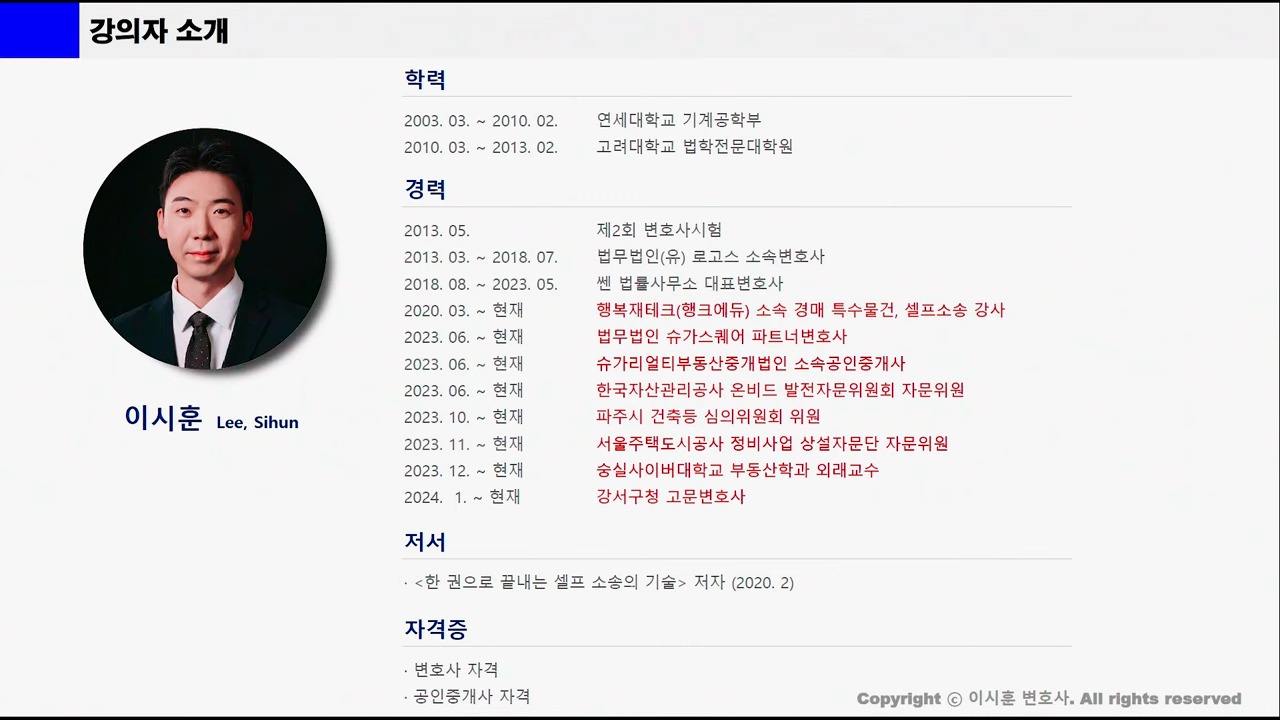 강의자 소개
학력
2003. 03. ~ 2010. 02. 연세대학교 기계공학부
2010. 03. ~ 2013. 02. 고려대학교 법학전문대학원
경력
2013. 05. 제2회 변호사시험
2013. 03. ~ 2018. 07. 법무법인(유) 로고스 소속변호사
2018. 08. ~ 2023. 05. 쎈 법률사무소 대표변호사
2020. 03. ~ 현재 행복재테크(행크에듀) 소속 경매 특수물건, 셀프소송 강사
2023. 06. ~ 현재 법무법인 슈가스퀘어 파트너변호사
2023. 06. ~ 현재 슈가리얼티부동산중개법인 소속공인중개사
2023. 06. ~ 현재 한국자산관리공사 온비드 발전자문위원회 자문위원
2023. 10. ~ 현재 파주시 건축등 심의위원회 위원
2023. 11. ~ 현재 서울주택도시공사 정비사업 상설자문단 자문위원
2023. 12. ~ 현재 숭실사이버대학교 부동산학과 외래교수
2024. 1. ~ 현재 강서구청 고문변호사
이시훈 Lee, Sihun
저서
· <한 권으로 끝내는 셀프 소송의 기술> 저자 (2020. 2)
자격증
· 변호사 자격
· 공인중개사 자격
Copyright ⓒ 이시훈 변호사. All rights reserved